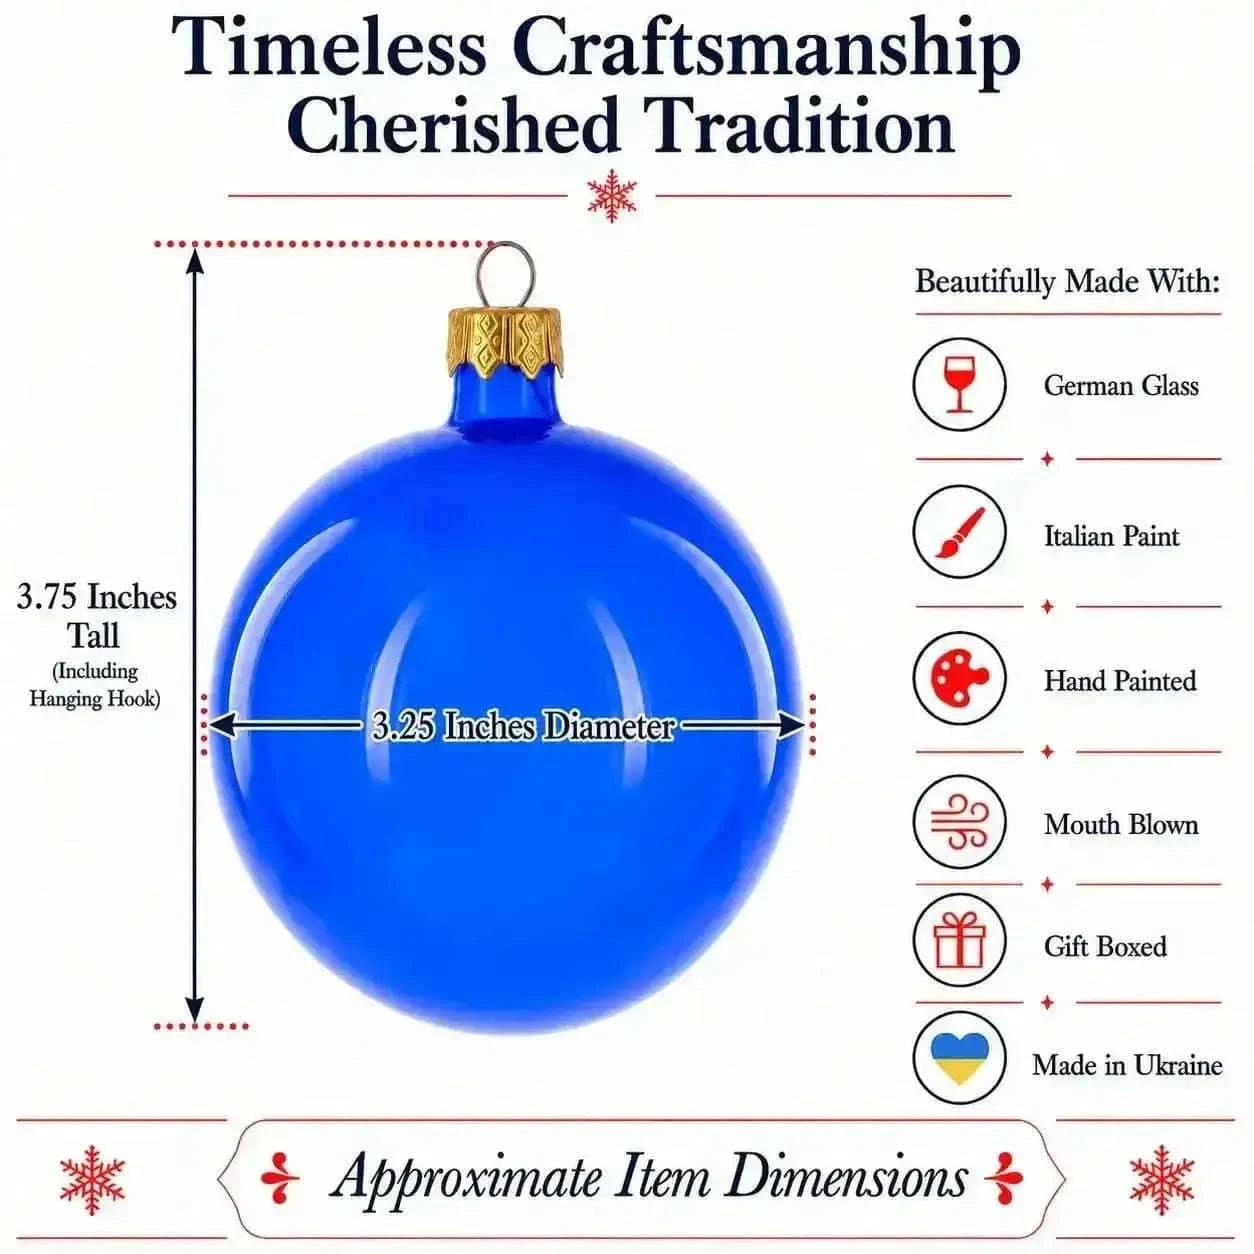 Timeless Craftsmanship
Cherished Tradition
Beautifully Made With:
German Glass
Italian Paint
3.75 Inches
Tall
(Including
Hanging Hook)
Hand Painted
3.25 Inches Diameter
Mouth Blown
Gift Boxed
Made in Ukraine
Approximate Item Dimensions